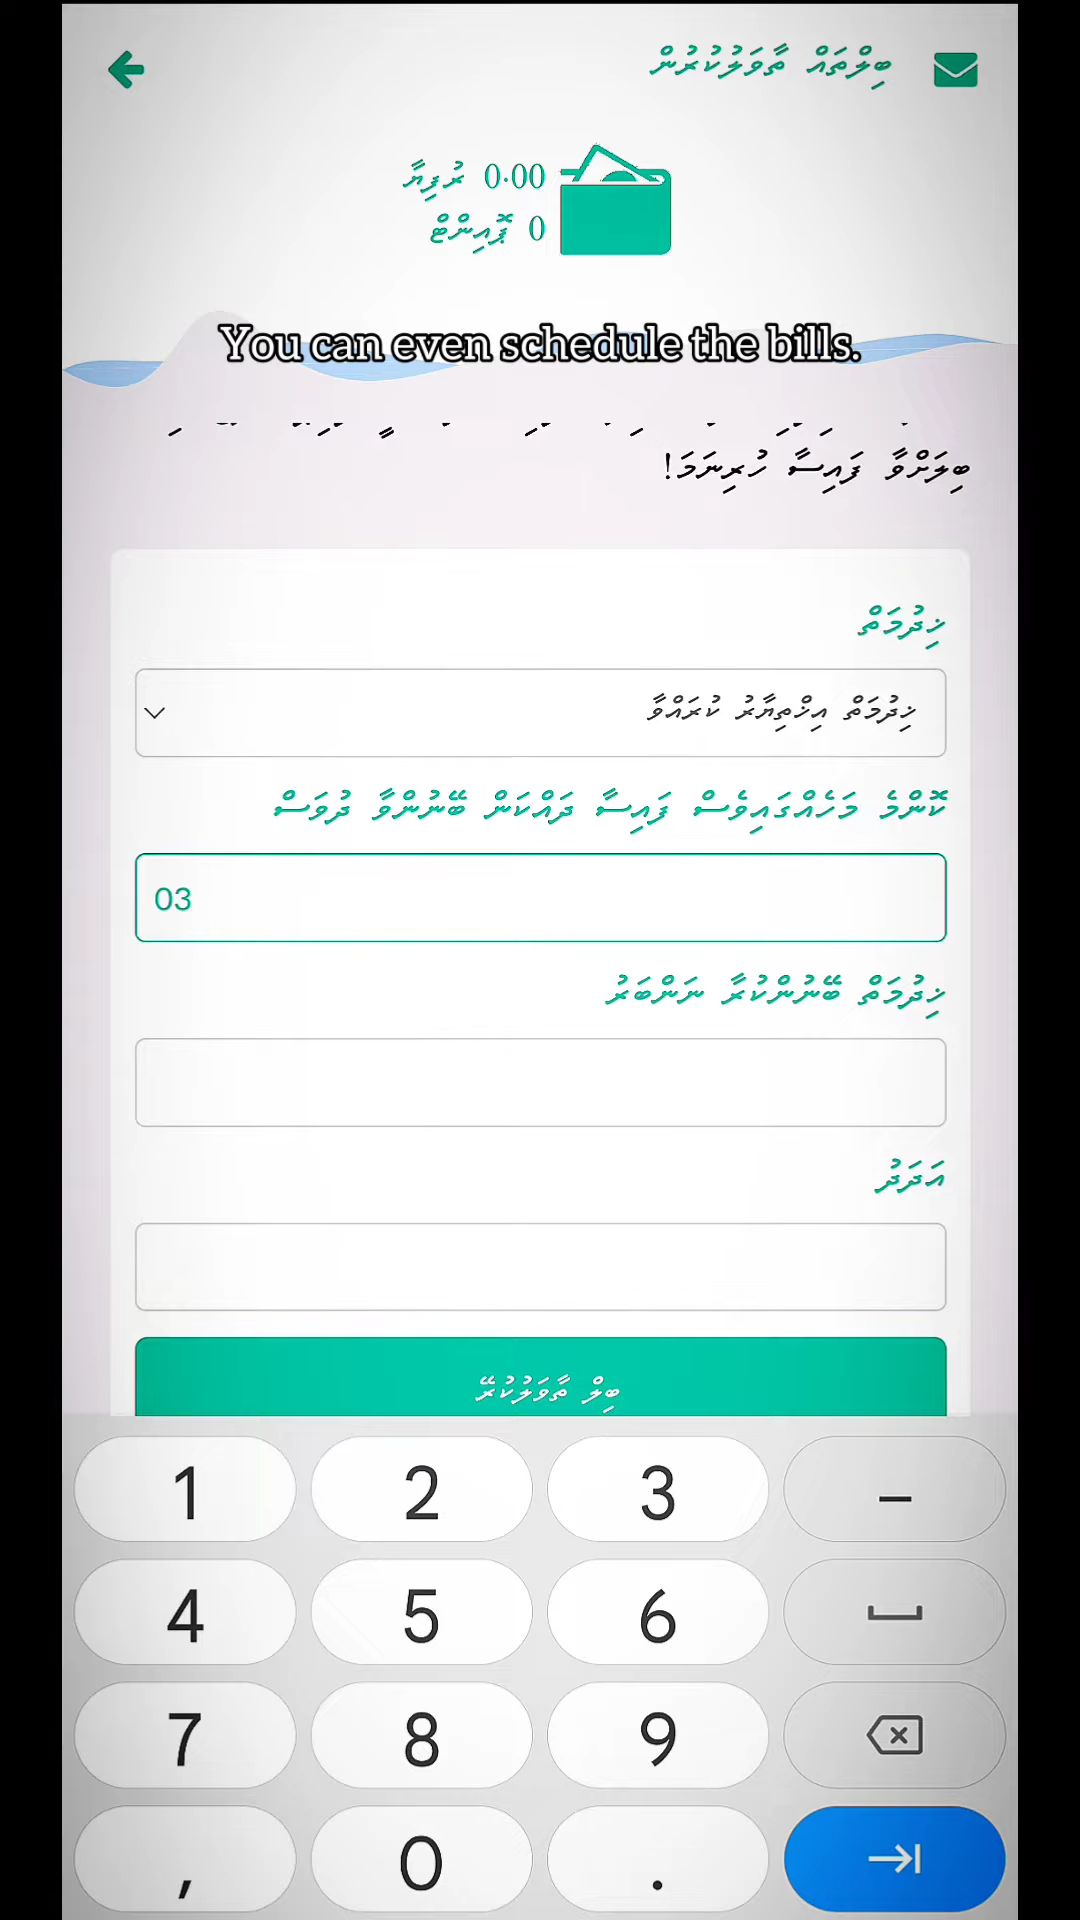 ބިލްތައް ތާވަލުކުރުން
0.00 ރުފިޔާ
0 ޕޮއިންޓް
You can even schedule the bills.
ބިލަށްވާ ފައިސާ ހުރިނަމަ!
ޚިދުމަތް
ޚިދުމަތް އިޚްތިޔާރު ކުރައްވާ
ކޮންމެ މަހެއްގައިވެސް ފައިސާ ދައްކަން ބޭނުންވާ ދުވަސް
03
ޚިދުމަތް ބޭނުންކުރާ ނަންބަރު
އަދަދު
ބިލް ތާވަލުކުރޭ
1 2 3 –
4 5 6
7 8 9
, 0 .